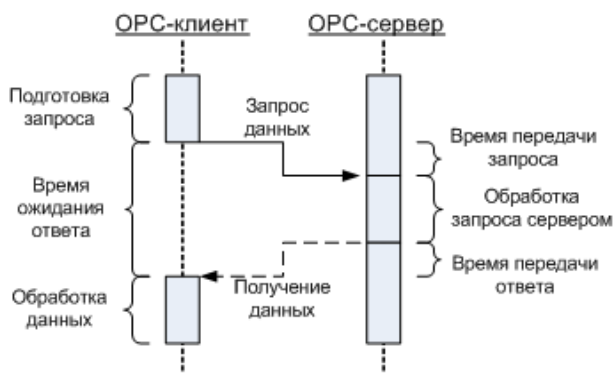 OPC-клиент
OPC-сервер
Подготовка
запроса
Запрос
данных
Время передачи
запроса
Время
ожидания
ответа
Обработка
запроса сервером
Получение
данных
Время передачи
ответа
Обработка
данных